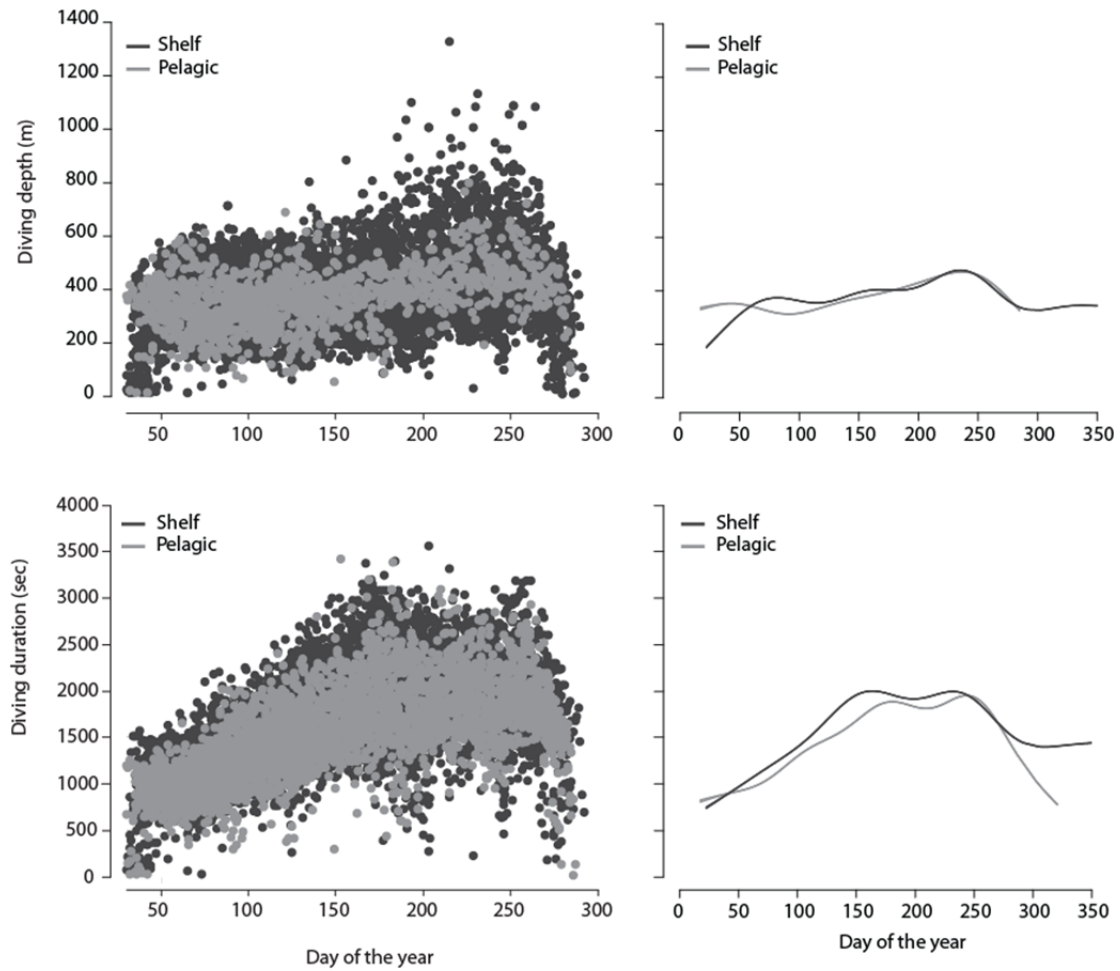 1400
1200
1000
800
600
400
200
0
Diving depth (m)
Shelf
Pelagic
50 100 150 200 250 300
Shelf
Pelagic
0 50 100 150 200 250 300 350
4000
3500
3000
2500
2000
1500
1000
500
0
Diving duration (sec)
Shelf
Pelagic
50 100 150 200 250 300
Day of the year
Shelf
Pelagic
0 50 100 150 200 250 300 350
Day of the year